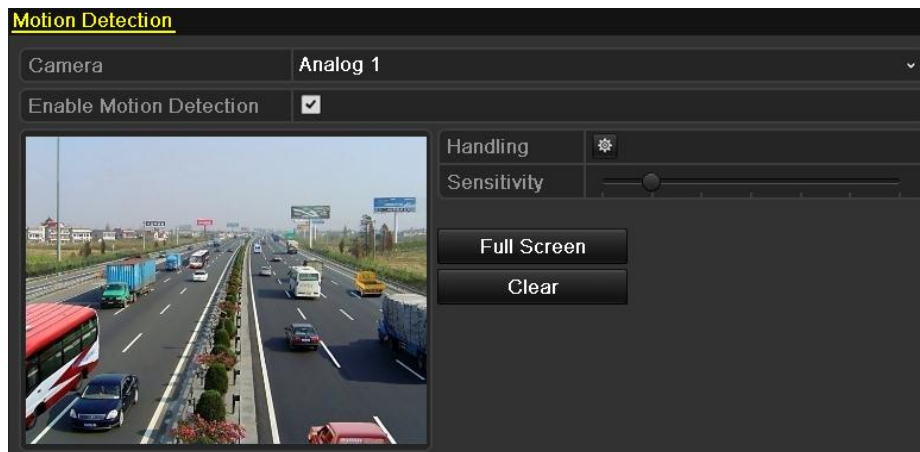 Motion Detection
Camera Analog 1
Enable Motion Detection
Handling
Sensitivity
Full Screen
Clear